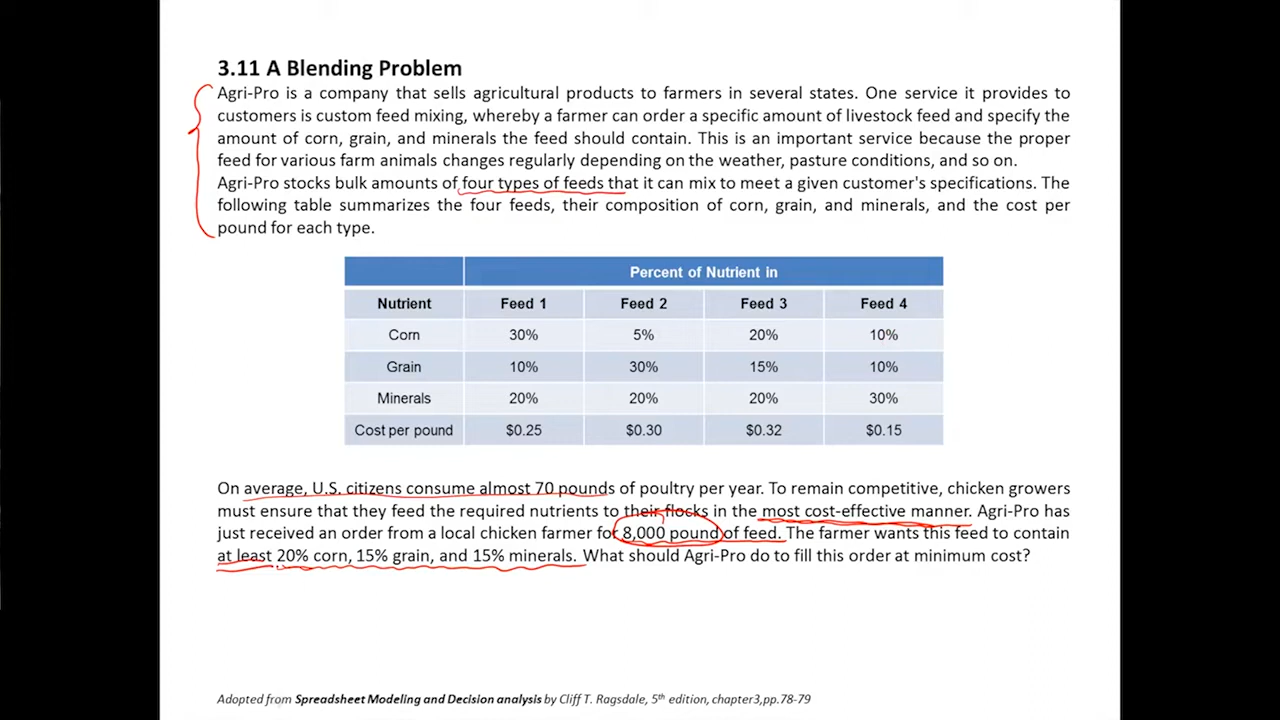 3.11 A Blending Problem
Agri-Pro is a company that sells agricultural products to farmers in several states. One service it provides to
customers is custom feed mixing, whereby a farmer can order a specific amount of livestock feed and specify the
amount of corn, grain, and minerals the feed should contain. This is an important service because the proper
feed for various farm animals changes regularly depending on the weather, pasture conditions, and so on.
Agri-Pro stocks bulk amounts of four types of feeds that it can mix to meet a given customer's specifications. The
following table summarizes the four feeds, their composition of corn, grain, and minerals, and the cost per
pound for each type.
Percent of Nutrient in
Nutrient Feed 1 Feed 2 Feed 3 Feed 4
Corn 30% 5% 20% 10%
Grain 10% 30% 15% 10%
Minerals 20% 20% 20% 30%
Cost per pound $0.25 $0.30 $0.32 $0.15
On average, U.S. citizens consume almost 70 pounds of poultry per year. To remain competitive, chicken growers
must ensure that they feed the required nutrients to their flocks in the most cost-effective manner. Agri-Pro has
just received an order from a local chicken farmer for 8,000 pound of feed. The farmer wants this feed to contain
at least 20% corn, 15% grain, and 15% minerals. What should Agri-Pro do to fill this order at minimum cost?
Adopted from Spreadsheet Modeling and Decision analysis by Cliff T. Ragsdale, 5th edition, chapter3,pp.78-79